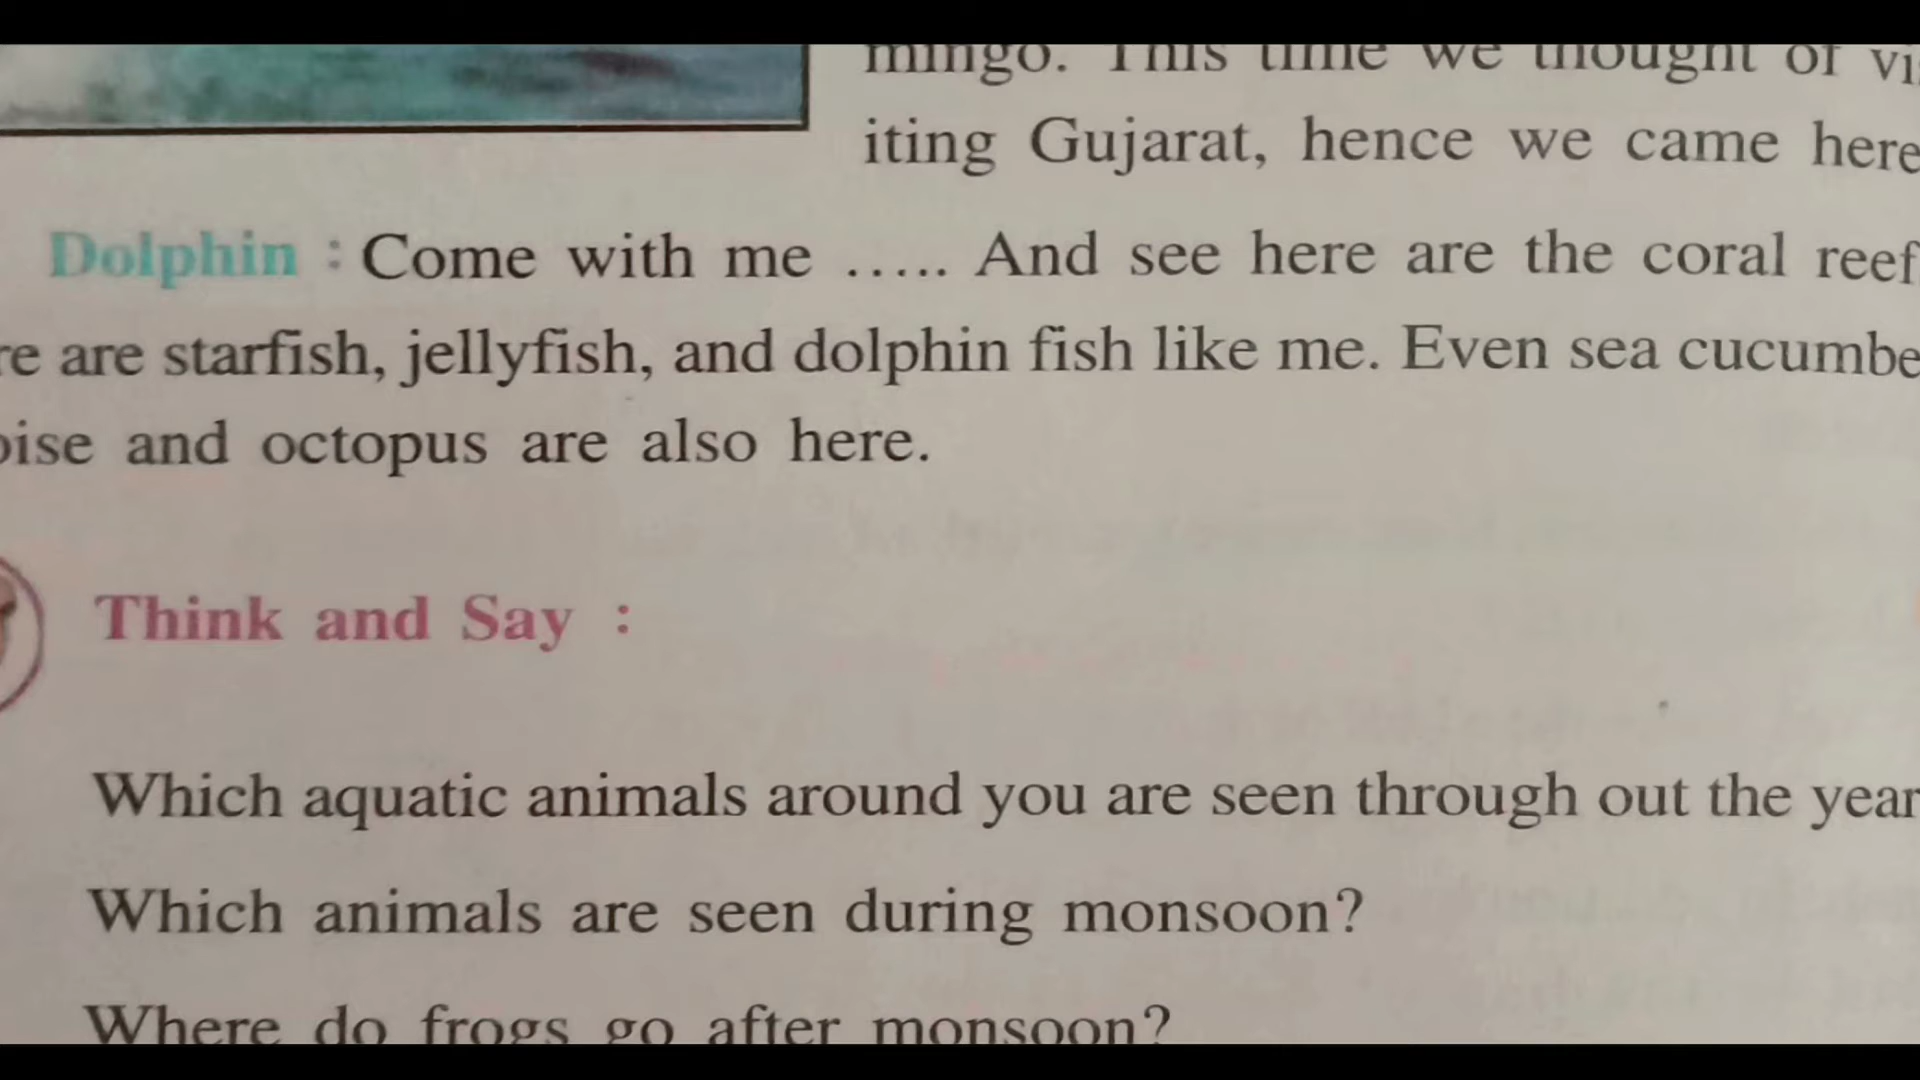 mingo. This time we thought of vi
iting Gujarat, hence we came here
Dolphin : Come with me ..... And see here are the coral reef
re are starfish, jellyfish, and dolphin fish like me. Even sea cucumbe
oise and octopus are also here.
Think and Say :
Which aquatic animals around you are seen through out the year
Which animals are seen during monsoon?
Where do frogs go after monsoon?